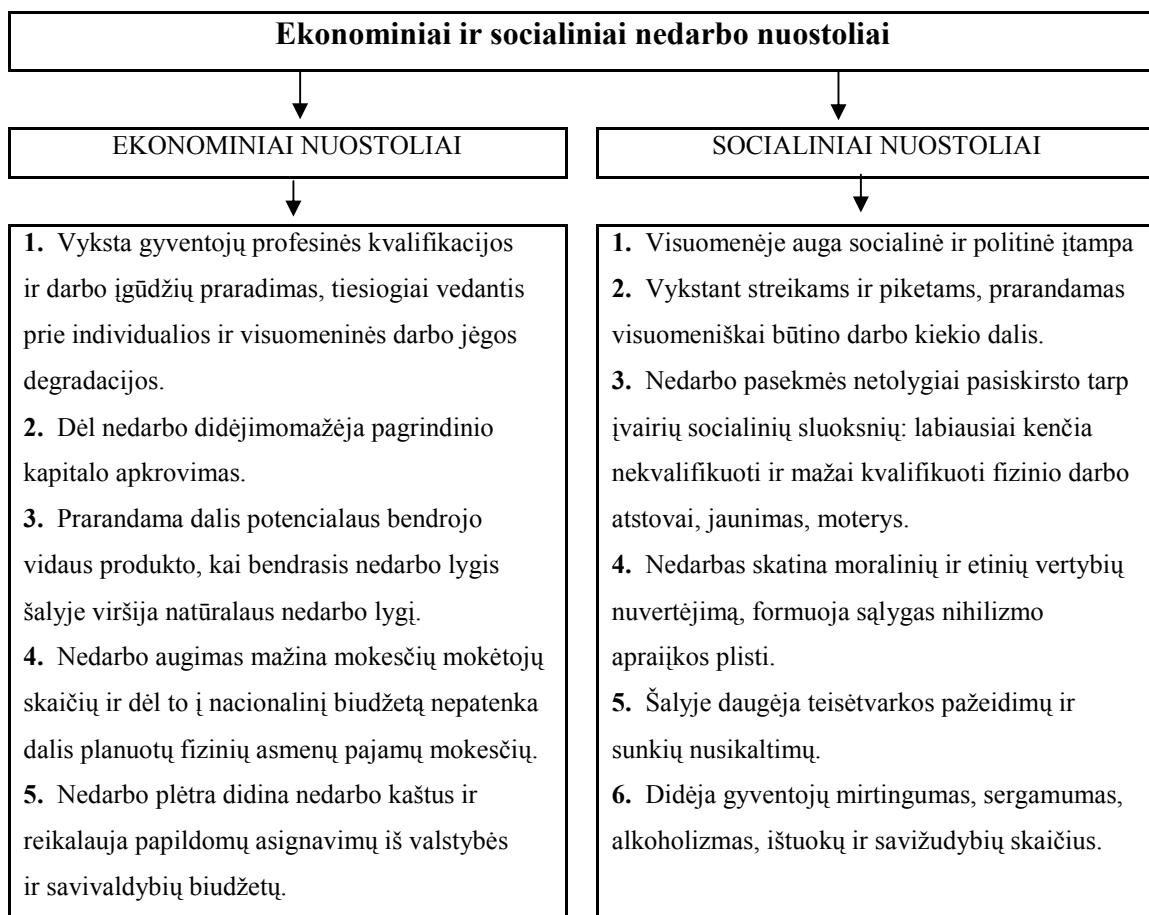 Ekonominiai ir socialiniai nedarbo nuostoliai
EKONOMINIAI NUOSTOLIAI
1. Vyksta gyventojų profesinės kvalifikacijos
ir darbo įgūdžių praradimas, tiesiogiai vedantis
prie individualios ir visuomeninės darbo jėgos
degradacijos.
2. Dėl nedarbo didėjimomažėja pagrindinio
kapitalo apkrovimas.
3. Prarandama dalis potencialaus bendrojo
vidaus produkto, kai bendrasis nedarbo lygis
šalyje viršija natūralaus nedarbo lygį.
4. Nedarbo augimas mažina mokesčių mokėtojų
skaičių ir dėl to į nacionalinį biudžetą nepatenka
dalis planuotų fizinių asmenų pajamų mokesčių.
5. Nedarbo plėtra didina nedarbo kaštus ir
reikalauja papildomų asignavimų iš valstybės
ir savivaldybių biudžetų.
SOCIALINIAI NUOSTOLIAI
1. Visuomenėje auga socialinė ir politinė įtampa
2. Vykstant streikams ir piketams, prarandamas
visuomeniškai būtino darbo kiekio dalis.
3. Nedarbo pasekmės netolygiai pasiskirsto tarp
įvairių socialinių sluoksnių: labiausiai kenčia
nekvalifikuoti ir mažai kvalifikuoti fizinio darbo
atstovai, jaunimas, moterys.
4. Nedarbas skatina moralinių ir etinių vertybių
nuvertėjimą, formuoja sąlygas nihilizmo
apraiįkos plisti.
5. Šalyje daugėja teisėtvarkos pažeidimų ir
sunkių nusikaltimų.
6. Didėja gyventojų mirtingumas, sergamumas,
alkoholizmas, ištuokų ir savižudybių skaičius.